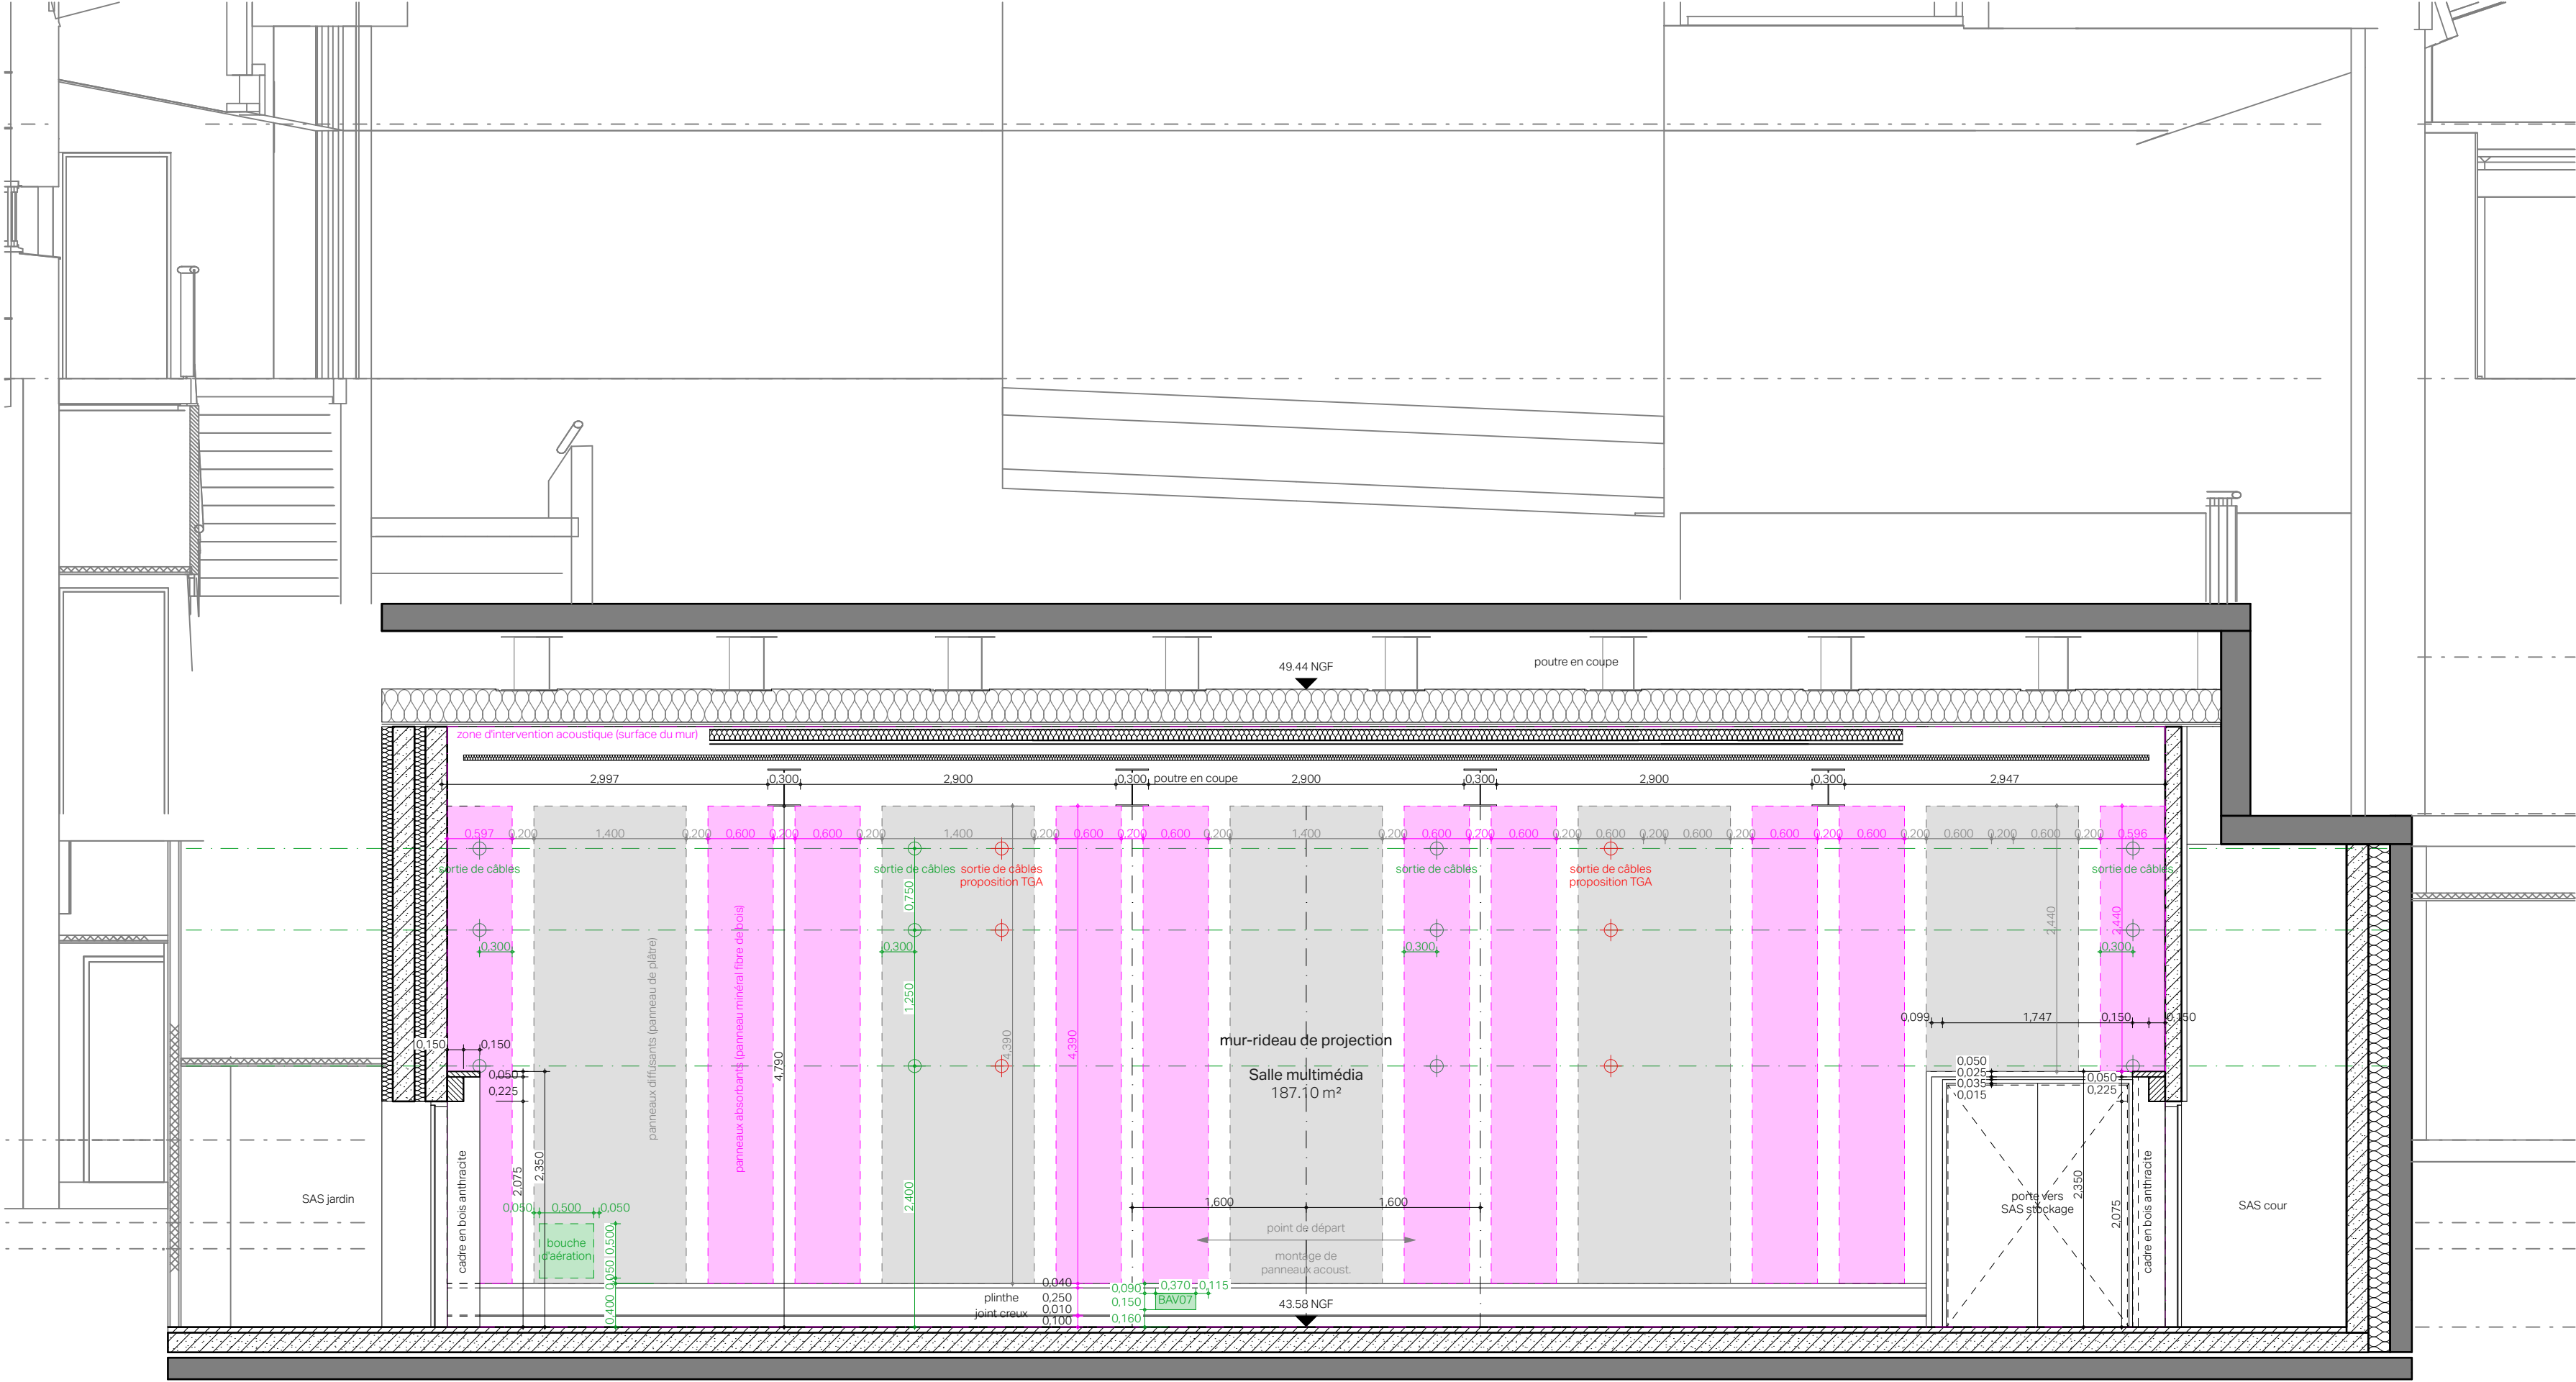 49.44 NGF
poutre en coupe
zone d'intervention acoustique (surface du mur)
2,997
0,300
2,900
0,300
poutre en coupe
2,900
0,300
2,900
0,300
2,947
0,597
0,200
1,400
0,200
0,600
0,200
0,600
0,200
1,400
0,200
0,600
0,200
0,600
0,200
1,400
0,200
0,600
0,200
0,600
0,200
0,600
0,200
0,600
0,200
0,600
0,200
0,600
0,200
0,600
0,200
0,600
0,200
0,596
sortie de câbles
sortie de câbles
sortie de câbles
proposition TGA
sortie de câbles
sortie de câbles
proposition TGA
sortie de câbles
0,750
0,300
0,300
0,300
0,300
2,440
2,440
1,250
panneaux diffusants (panneau de plâtre)
panneaux absorbants (panneau minéral fibre de bois)
4,790
4,390
4,390
0,099
1,747
0,150
0,150
0,150
0,150
mur-rideau de projection
Salle multimédia
187.10 m²
0,050
0,225
0,050
0,025
0,035
0,015
0,050
0,225
2,075
2,350
2,400
SAS jardin
cadre en bois anthracite
0,050
0,500
0,050
bouche
d'aération
0,500
0,050
0,400
1,600
1,600
point de départ
montage de
panneaux acoust.
porte vers
SAS stockage
2,350
2,075
cadre en bois anthracite
SAS cour
0,040
plinthe
0,250
joint creux
0,010
0,100
0,090
0,370
0,115
0,150
BAV07
0,160
43.58 NGF